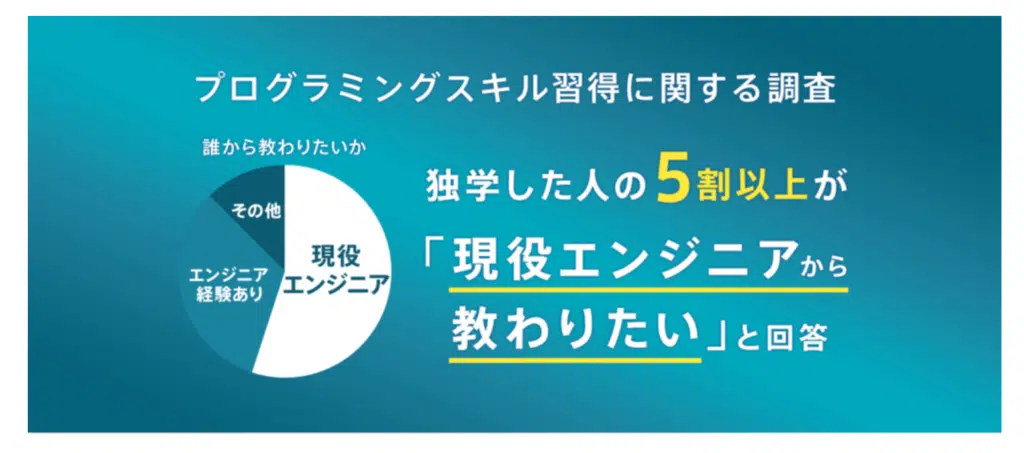 プログラミングスキル習得に関する調査
誰から教わりたいか
その他
現役
エンジニア
エンジニア
経験あり
独学した人の5割以上が
「現役エンジニアから
教わりたい」と回答